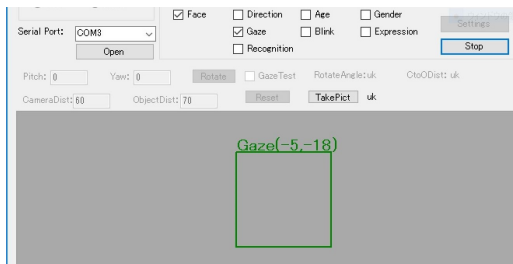 Face Direction Age Gender
Settings
Serial Port: COM3 Gaze Blink Expression
Open Recognition Stop
Pitch: 0 Yaw: 0 Rotate GazeTest RotateAngle:uk OtoODist: uk
CameraDist: 60 ObjectDist: 70 Reset TakePict uk
Gaze(-5,-18)